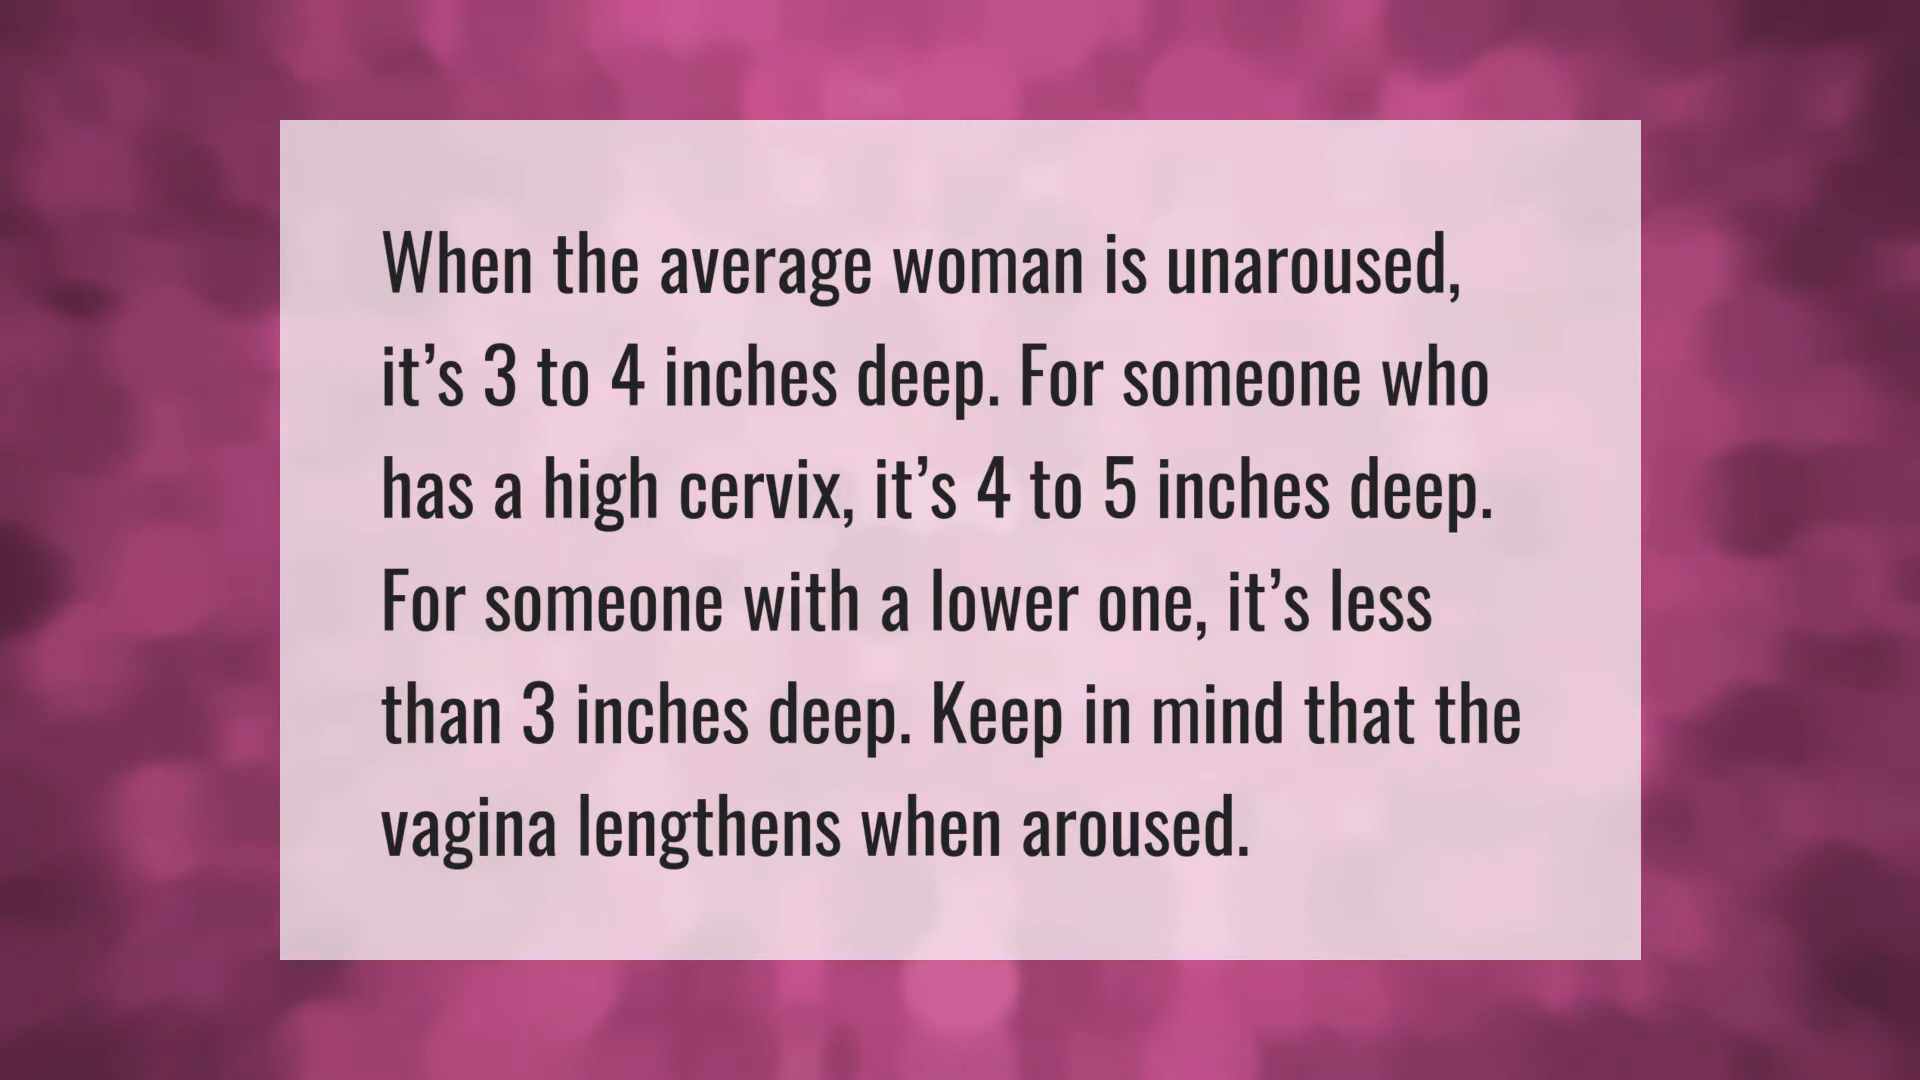 When the average woman is unaroused,
it’s 3 to 4 inches deep. For someone who
has a high cervix, it’s 4 to 5 inches deep.
For someone with a lower one, it’s less
than 3 inches deep. Keep in mind that the
vagina lengthens when aroused.